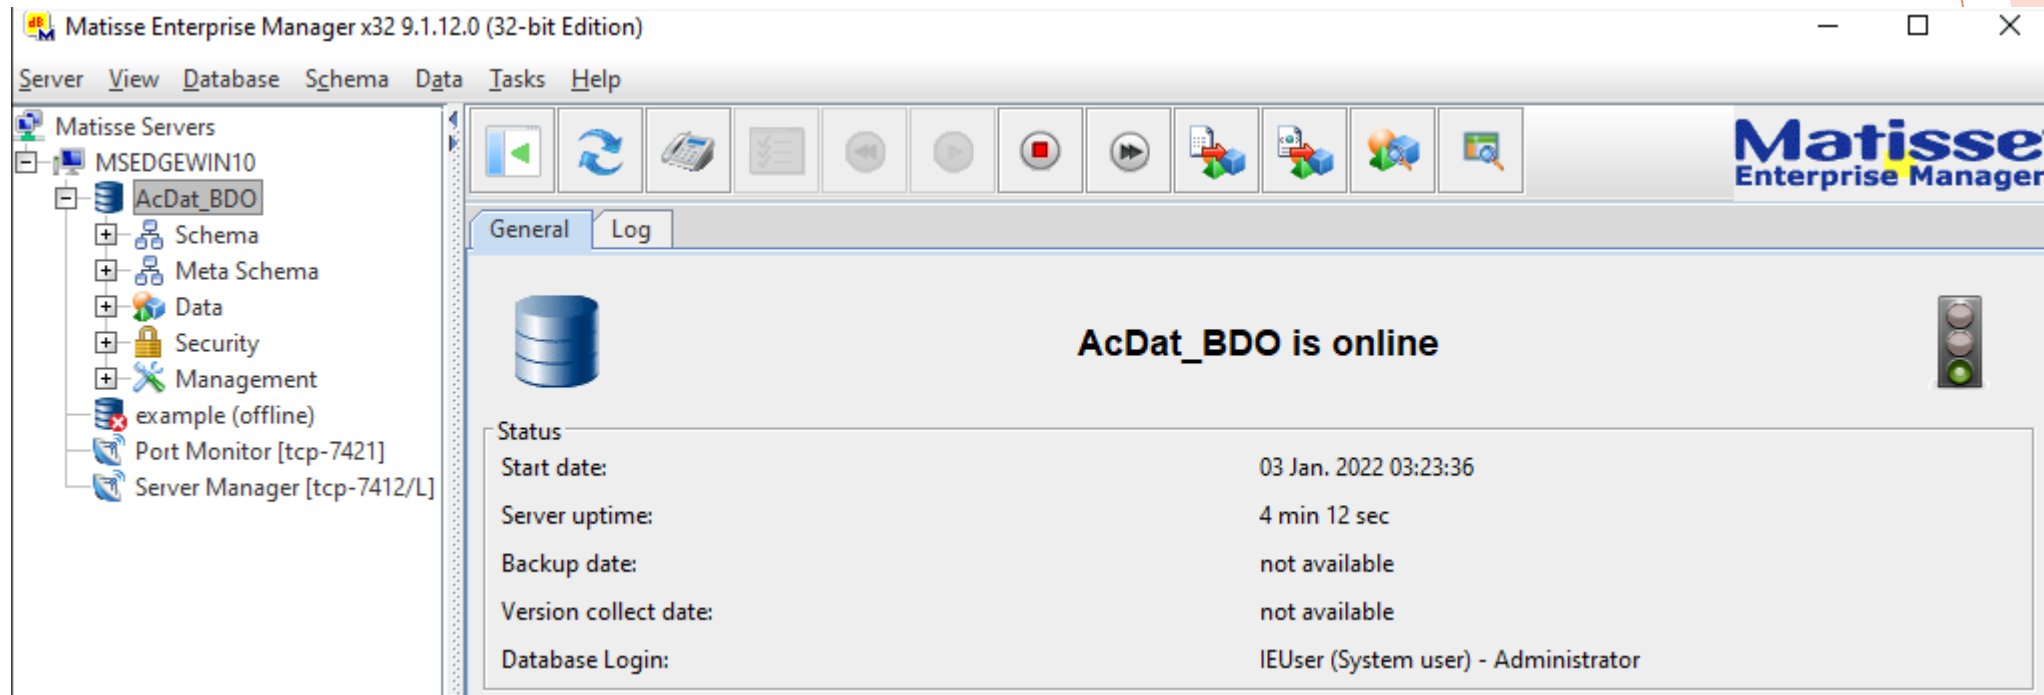 Matisse Enterprise Manager x32 9.1.12.0 (32-bit Edition)
Server View Database Schema Data Tasks Help
Matisse Servers
MSEDGEWIN10
AcDat_BDO
Schema
Meta Schema
Data
Security
Management
example (offline)
Port Monitor [tcp-7421]
Server Manager [tcp-7412/L]
Matisse
Enterprise Manager
General Log
AcDat_BDO is online
Status
Start date: 03 Jan. 2022 03:23:36
Server uptime: 4 min 12 sec
Backup date: not available
Version collect date: not available
Database Login: IEUser (System user) - Administrator